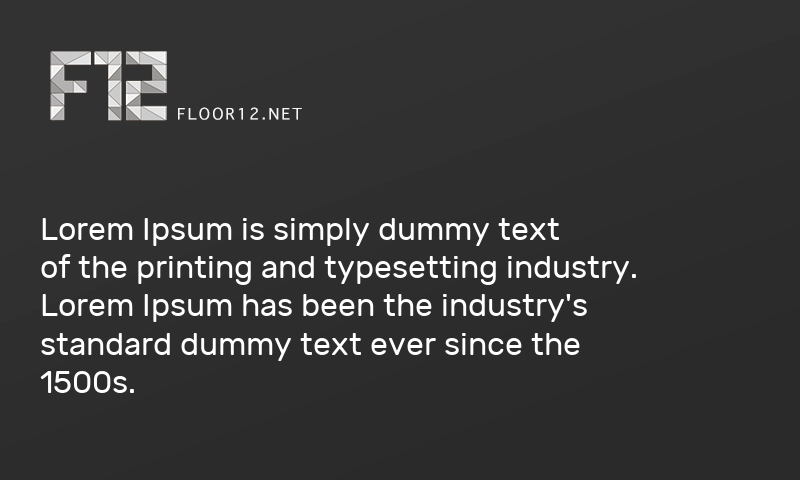 F12
FLOOR12.NET
Lorem Ipsum is simply dummy text
of the printing and typesetting industry.
Lorem Ipsum has been the industry's
standard dummy text ever since the
1500s.